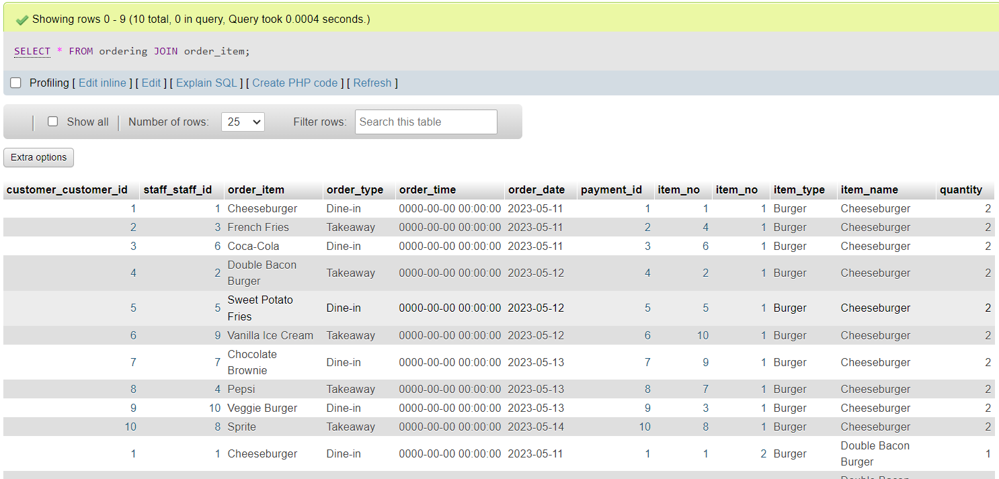 Showing rows 0 - 9 (10 total, 0 in query, Query took 0.0004 seconds.)
SELECT * FROM ordering JOIN order_item;
Profiling [ Edit inline ] [ Edit ] [ Explain SQL ] [ Create PHP code ] [ Refresh ]
Show all Number of rows: 25 Filter rows: Search this table
Extra options
customer_customer_id staff_staff_id order_item order_type order_time order_date payment_id item_no item_no item_type item_name quantity
1 1 Cheeseburger Dine-in 0000-00-00 00:00:00 2023-05-11 1 1 1 Burger Cheeseburger 2
2 3 French Fries Takeaway 0000-00-00 00:00:00 2023-05-11 2 4 1 Burger Cheeseburger 2
3 6 Coca-Cola Dine-in 0000-00-00 00:00:00 2023-05-11 3 6 1 Burger Cheeseburger 2
Double Bacon
4 2 Takeaway 0000-00-00 00:00:00 2023-05-12 4 2 1 Burger Cheeseburger 2
Burger
Sweet Potato
5 5 Dine-in 0000-00-00 00:00:00 2023-05-12 5 5 1 Burger Cheeseburger 2
Fries
6 9 Vanilla Ice Cream Takeaway 0000-00-00 00:00:00 2023-05-12 6 10 1 Burger Cheeseburger 2
Chocolate
7 7 Dine-in 0000-00-00 00:00:00 2023-05-13 7 9 1 Burger Cheeseburger 2
Brownie
8 4 Pepsi Takeaway 0000-00-00 00:00:00 2023-05-13 8 7 1 Burger Cheeseburger 2
9 10 Veggie Burger Dine-in 0000-00-00 00:00:00 2023-05-13 9 3 1 Burger Cheeseburger 2
10 8 Sprite Takeaway 0000-00-00 00:00:00 2023-05-14 10 8 1 Burger Cheeseburger 2
Double Bacon
1 1 Cheeseburger Dine-in 0000-00-00 00:00:00 2023-05-11 1 1 2 Burger 1
Burger